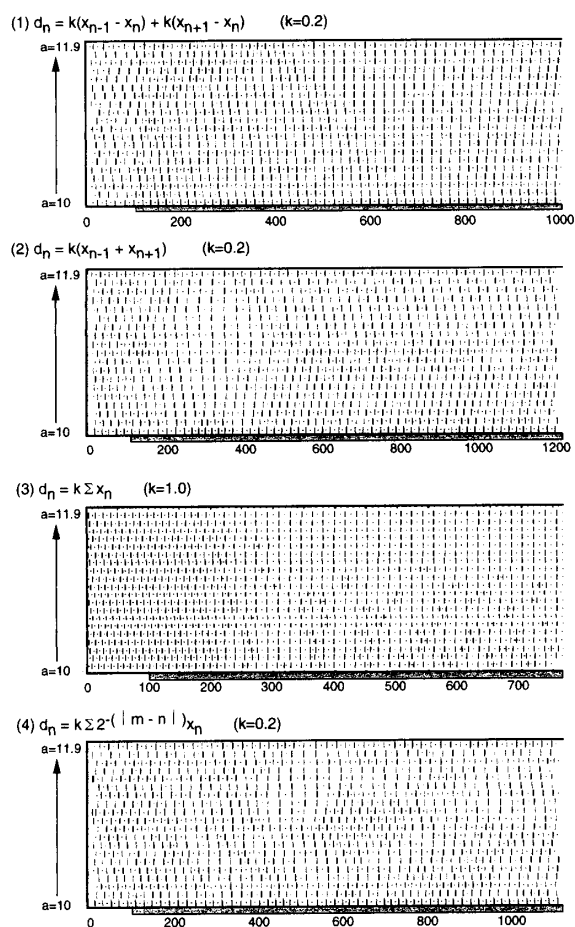 (1) dₙ = k(xₙ₋₁ - xₙ) + k(xₙ₊₁ - xₙ) (k=0.2)
a=11.9
a=10
0 200 400 600 800 1000
(2) dₙ = k(xₙ₋₁ + xₙ₊₁) (k=0.2)
a=11.9
a=10
0 200 400 600 800 1000 1200
(3) dₙ = k Σ xₙ (k=1.0)
a=11.9
a=10
0 100 200 300 400 500 600 700
(4) dₙ = k Σ 2^-( | m - n | ) xₙ (k=0.2)
a=11.9
a=10
0 200 400 600 800 1000